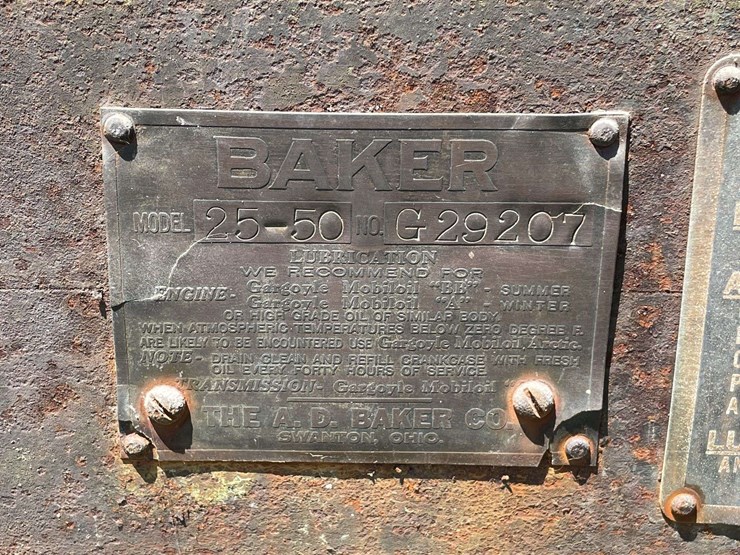 BAKER
MODEL 25-50 NO. G 29207
LUBRICATION
WE RECOMMEND FOR
ENGINE - Gargoyle Mobiloil "BB" - SUMMER
Gargoyle Mobiloil "A" - WINTER
OR HIGH GRADE OIL OF SIMILAR BODY
WHEN ATMOSPHERIC TEMPERATURES BELOW ZERO DEGREE F.
ARE LIKELY TO BE ENCOUNTERED USE Gargoyle Mobiloil, Arctic.
NOTE - DRAIN CLEAN AND REFILL CRANKCASE WITH FRESH
OIL EVERY FORTY HOURS OF SERVICE
TRANSMISSION - Gargoyle Mobiloil
THE A. D. BAKER CO.
SWANTON, OHIO.